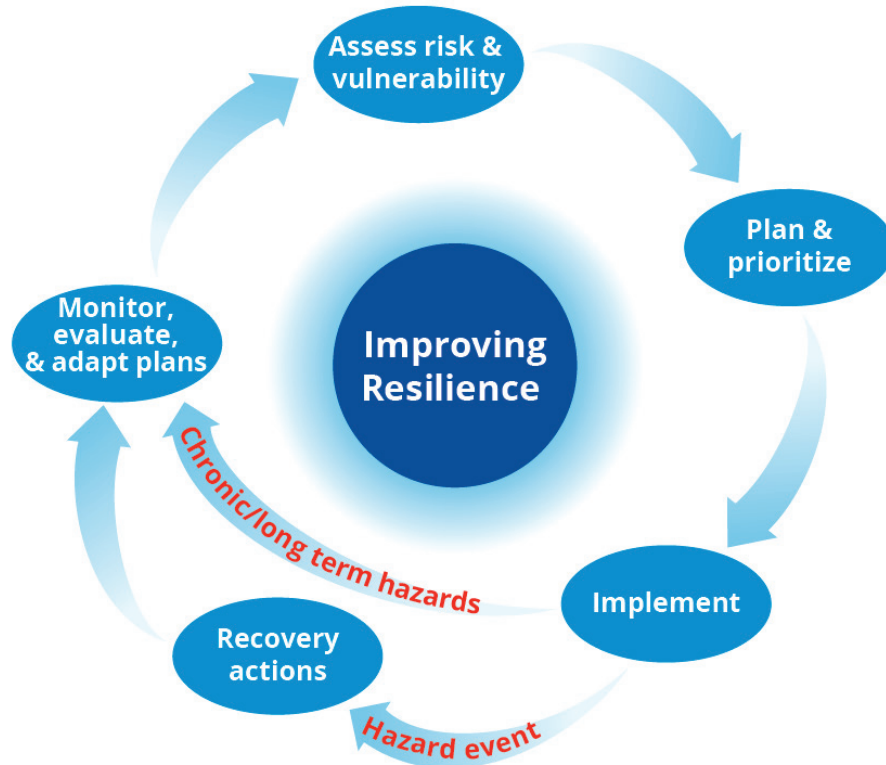 Assess risk &
vulnerability
Plan &
prioritize
Implement
Hazard event
Recovery
actions
Chronic/long term hazards
Monitor,
evaluate,
& adapt plans
Improving
Resilience